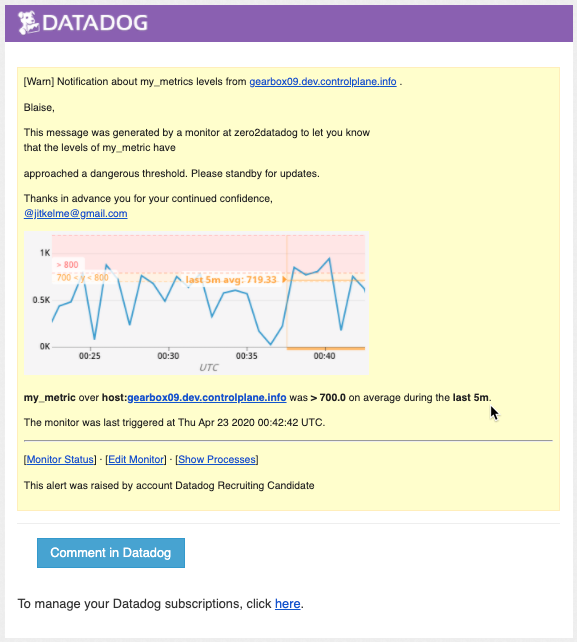 DATADOG
[Warn] Notification about my_metrics levels from gearbox09.dev.controlplane.info .
Blaise,
This message was generated by a monitor at zero2datadog to let you know
that the levels of my_metric have
approached a dangerous threshold. Please standby for updates.
Thanks in advance you for your continued confidence,
@jitkelme@gmail.com
1K
> 800
700 < y < 800
last 5m avg: 719.33
0.5K
0K
00:25 00:30 00:35 00:40
UTC
my_metric over host:gearbox09.dev.controlplane.info was > 700.0 on average during the last 5m.
The monitor was last triggered at Thu Apr 23 2020 00:42:42 UTC.
[Monitor Status] · [Edit Monitor] · [Show Processes]
This alert was raised by account Datadog Recruiting Candidate
Comment in Datadog
To manage your Datadog subscriptions, click here.